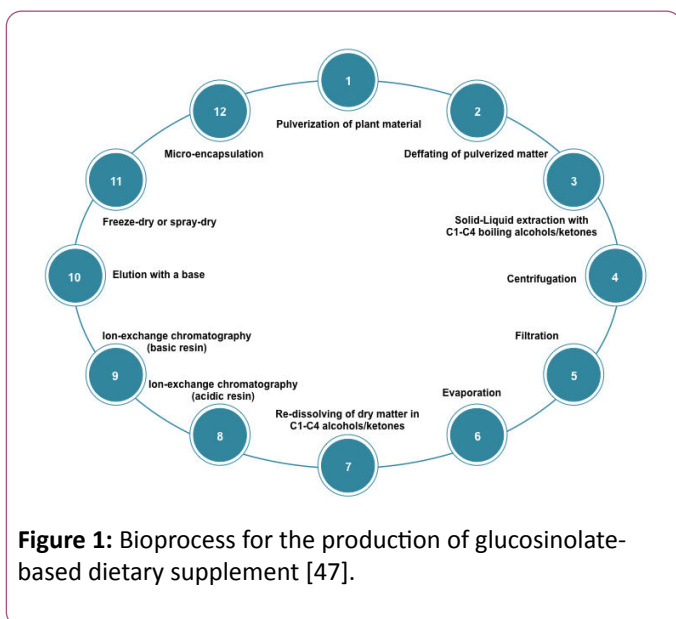 1
Pulverization of plant material
2
Deffating of pulverized matter
3
Solid-Liquid extraction with
C1-C4 boiling alcohols/ketones
4
Centrifugation
5
Filtration
6
Evaporation
7
Re-dissolving of dry matter in
C1-C4 alcohols/ketones
8
Ion-exchange chromatography
(acidic resin)
9
Ion-exchange chromatography
(basic resin)
10
Elution with a base
11
Freeze-dry or spray-dry
12
Micro-encapsulation
Figure 1: Bioprocess for the production of glucosinolate-
based dietary supplement [47].